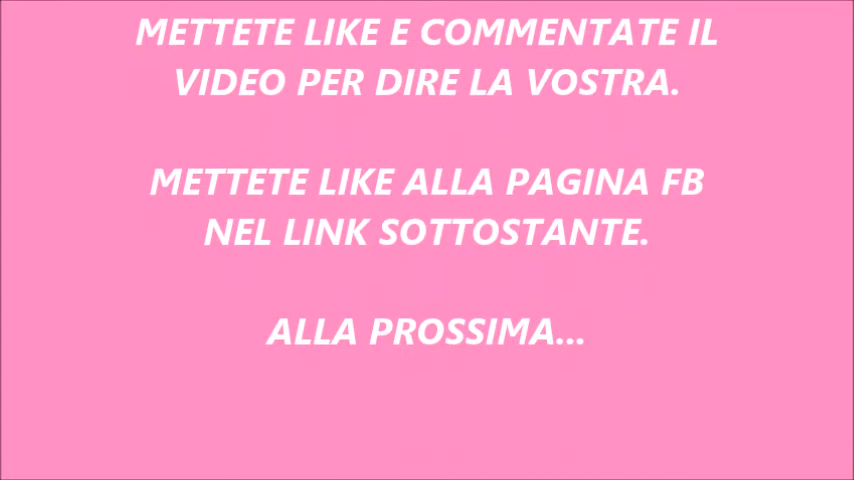 METTETE LIKE E COMMENTATE IL
VIDEO PER DIRE LA VOSTRA.
METTETE LIKE ALLA PAGINA FB
NEL LINK SOTTOSTANTE.
ALLA PROSSIMA...